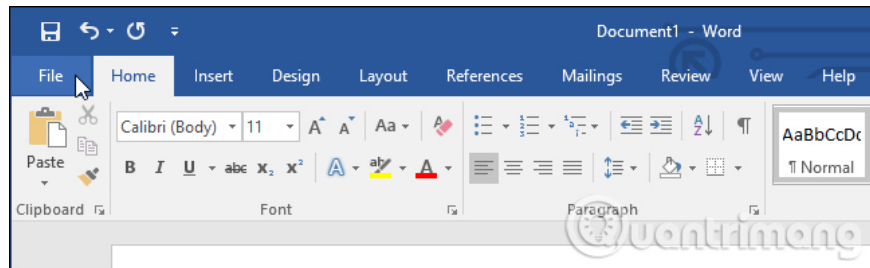 Document1 - Word
File Home Insert Design Layout References Mailings Review View Help
Calibri (Body) 11 A A Aa
Paste B I U abc X₂ X² A aby A
AaBbCcDc
¶ Normal
Clipboard Font Paragraph
Quantrimang